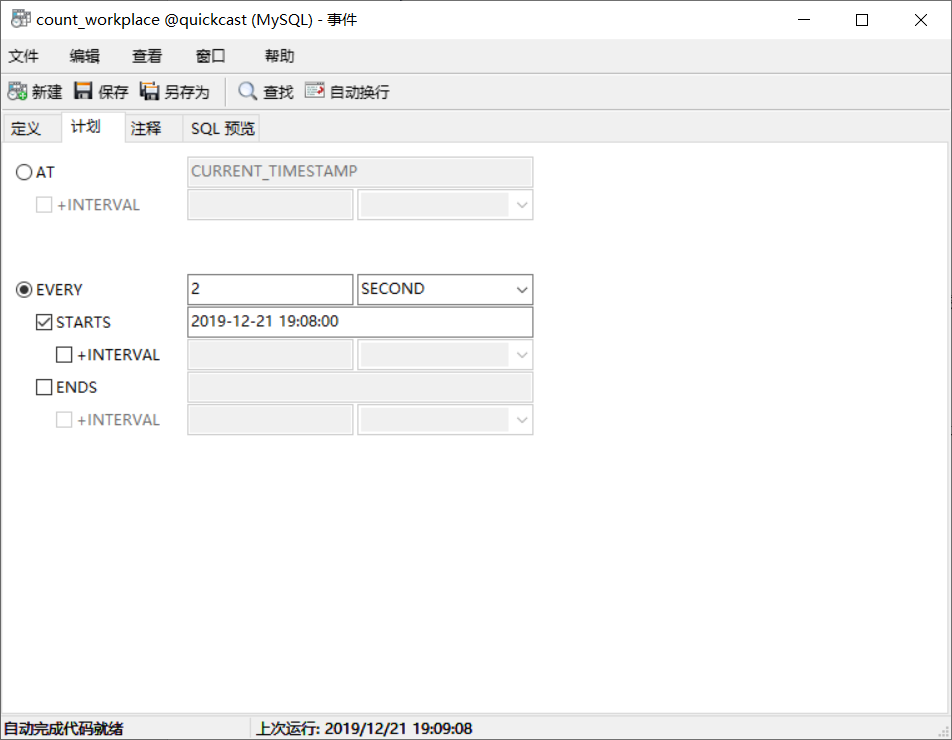 count_workplace @quickcast (MySQL) - 事件
文件 编辑 查看 窗口 帮助
新建 保存 另存为 查找 自动换行
定义 计划 注释 SQL 预览
AT CURRENT_TIMESTAMP
+INTERVAL
EVERY 2 SECOND
STARTS 2019-12-21 19:08:00
+INTERVAL
ENDS
+INTERVAL
自动完成代码就绪 上次运行: 2019/12/21 19:09:08